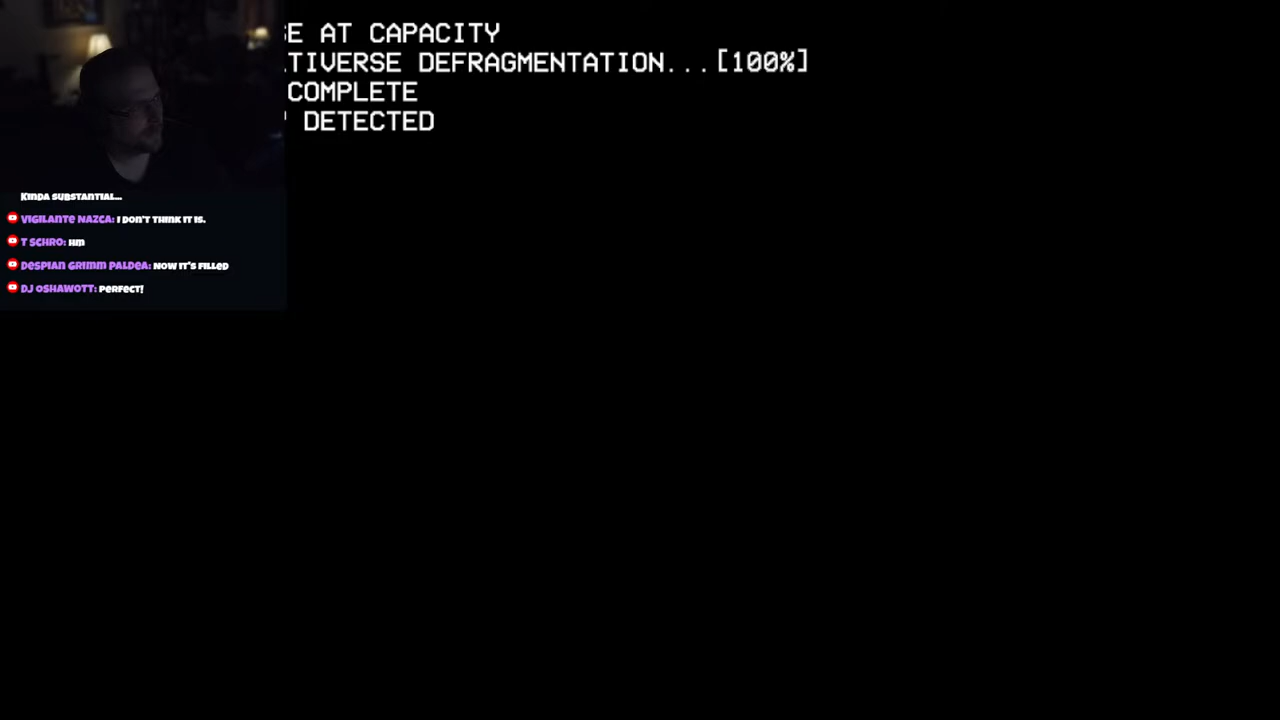 E AT CAPACITY
TIVERSE DEFRAGMENTATION...[100%]
COMPLETE
DETECTED
KINDA SUBSTANTIAL...
VIGILANTE NAZCA: I DON'T THINK IT IS.
T SCHRO: HM
DESPIAN GRIMM PALDEA: NOW IT'S FILLED
DJ OSHAWOTT: PERFECT!